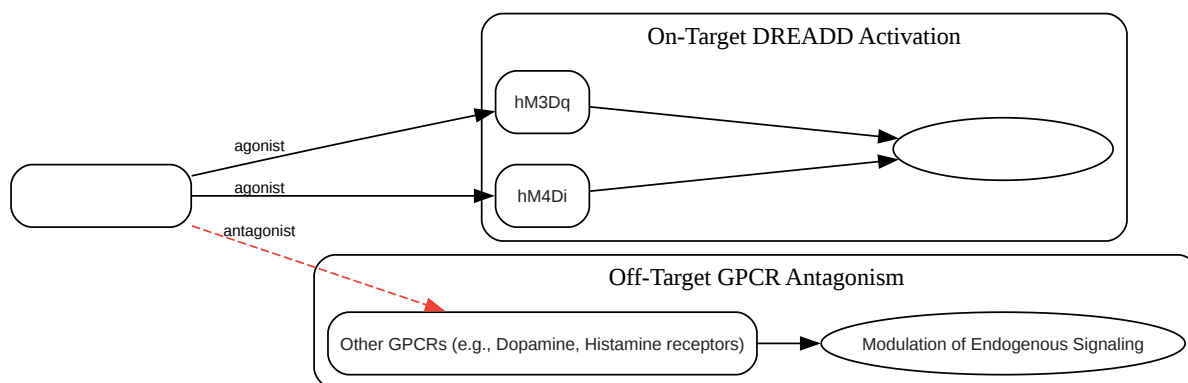 On-Target DREADD Activation
hM3Dq
agonist
agonist
hM4Di
antagonist
Off-Target GPCR Antagonism
Other GPCRs (e.g., Dopamine, Histamine receptors)
Modulation of Endogenous Signaling